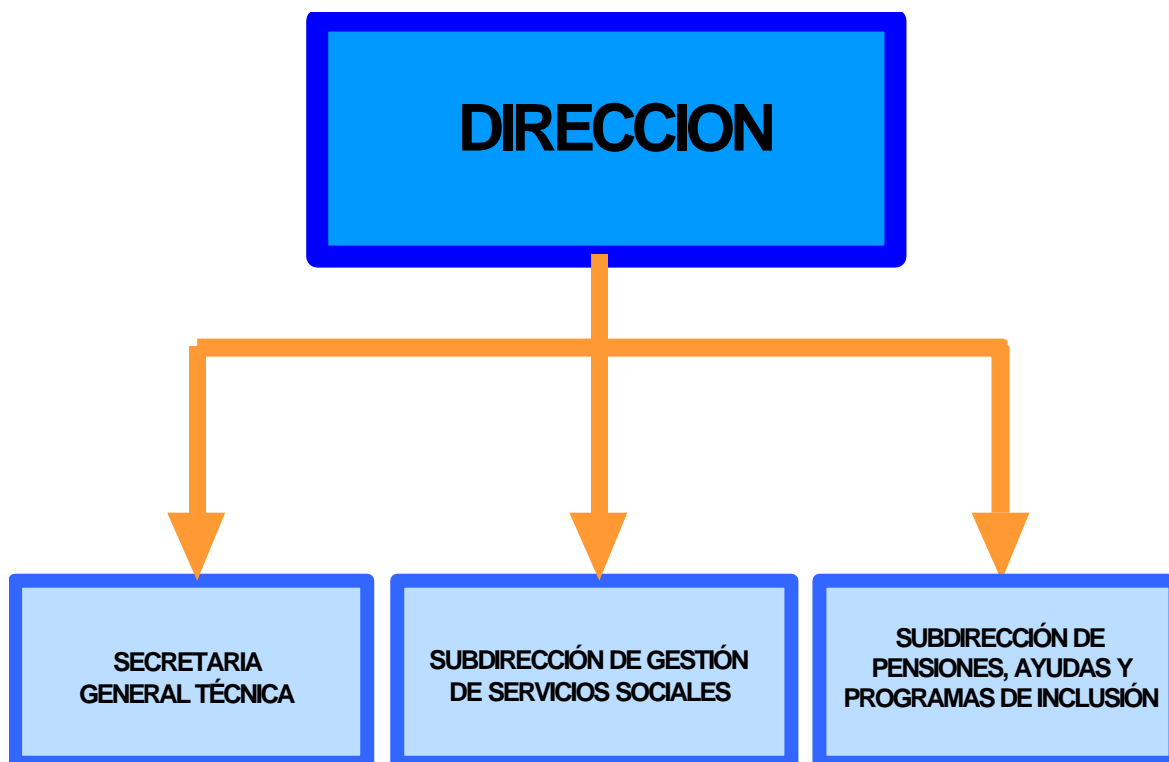 DIRECCION
SECRETARIA
GENERAL TÉCNICA
SUBDIRECCIÓN DE GESTIÓN
DE SERVICIOS SOCIALES
SUBDIRECCIÓN DE
PENSIONES, AYUDAS Y
PROGRAMAS DE INCLUSIÓN